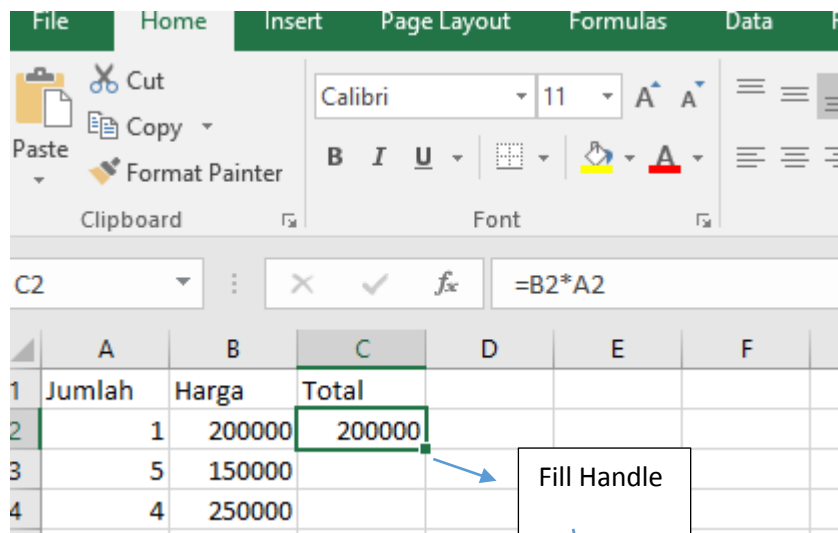 File Home Insert Page Layout Formulas Data
Cut
Copy
Paste
Format Painter
Calibri 11 A A
B I U A
Clipboard Font
C2 fx =B2*A2
A B C D E F
1 Jumlah Harga Total
2 1 200000 200000
3 5 150000
4 4 250000
Fill Handle